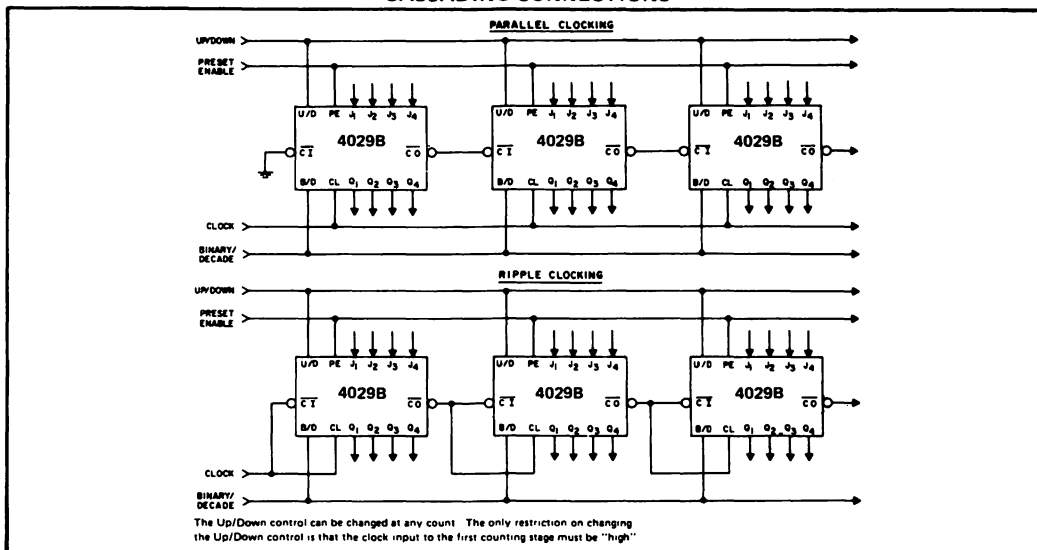 PARALLEL CLOCKING
UP/DOWN
PRESET
ENABLE
U/D PE J1 J2 J3 J4
U/D PE J1 J2 J3 J4
U/D PE J1 J2 J3 J4
4029B
4029B
4029B
CI CO
CI CO
CI CO
B/D CL Q1 Q2 Q3 Q4
B/D CL Q1 Q2 Q3 Q4
B/D CL Q1 Q2 Q3 Q4
CLOCK
BINARY/
DECADE
RIPPLE CLOCKING
UP/DOWN
PRESET
ENABLE
U/D PE J1 J2 J3 J4
U/D PE J1 J2 J3 J4
U/D PE J1 J2 J3 J4
4029B
4029B
4029B
CI CO
CI CO
CI CO
B/D CL Q1 Q2 Q3 Q4
B/D CL Q1 Q2 Q3 Q4
B/D CL Q1 Q2 Q3 Q4
CLOCK
BINARY/
DECADE
The Up/Down control can be changed at any count The only restriction on changing
the Up/Down control is that the clock input to the first counting stage must be "high"